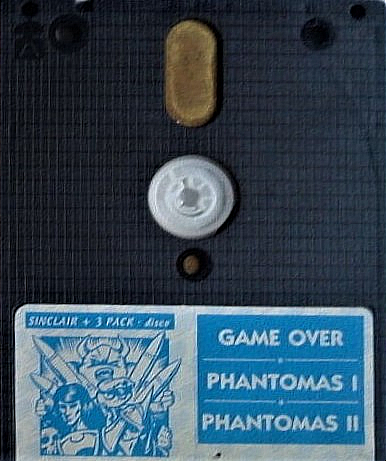 SINCLAIR + 3 PACK - disco
GAME OVER
PHANTOMAS I
PHANTOMAS II